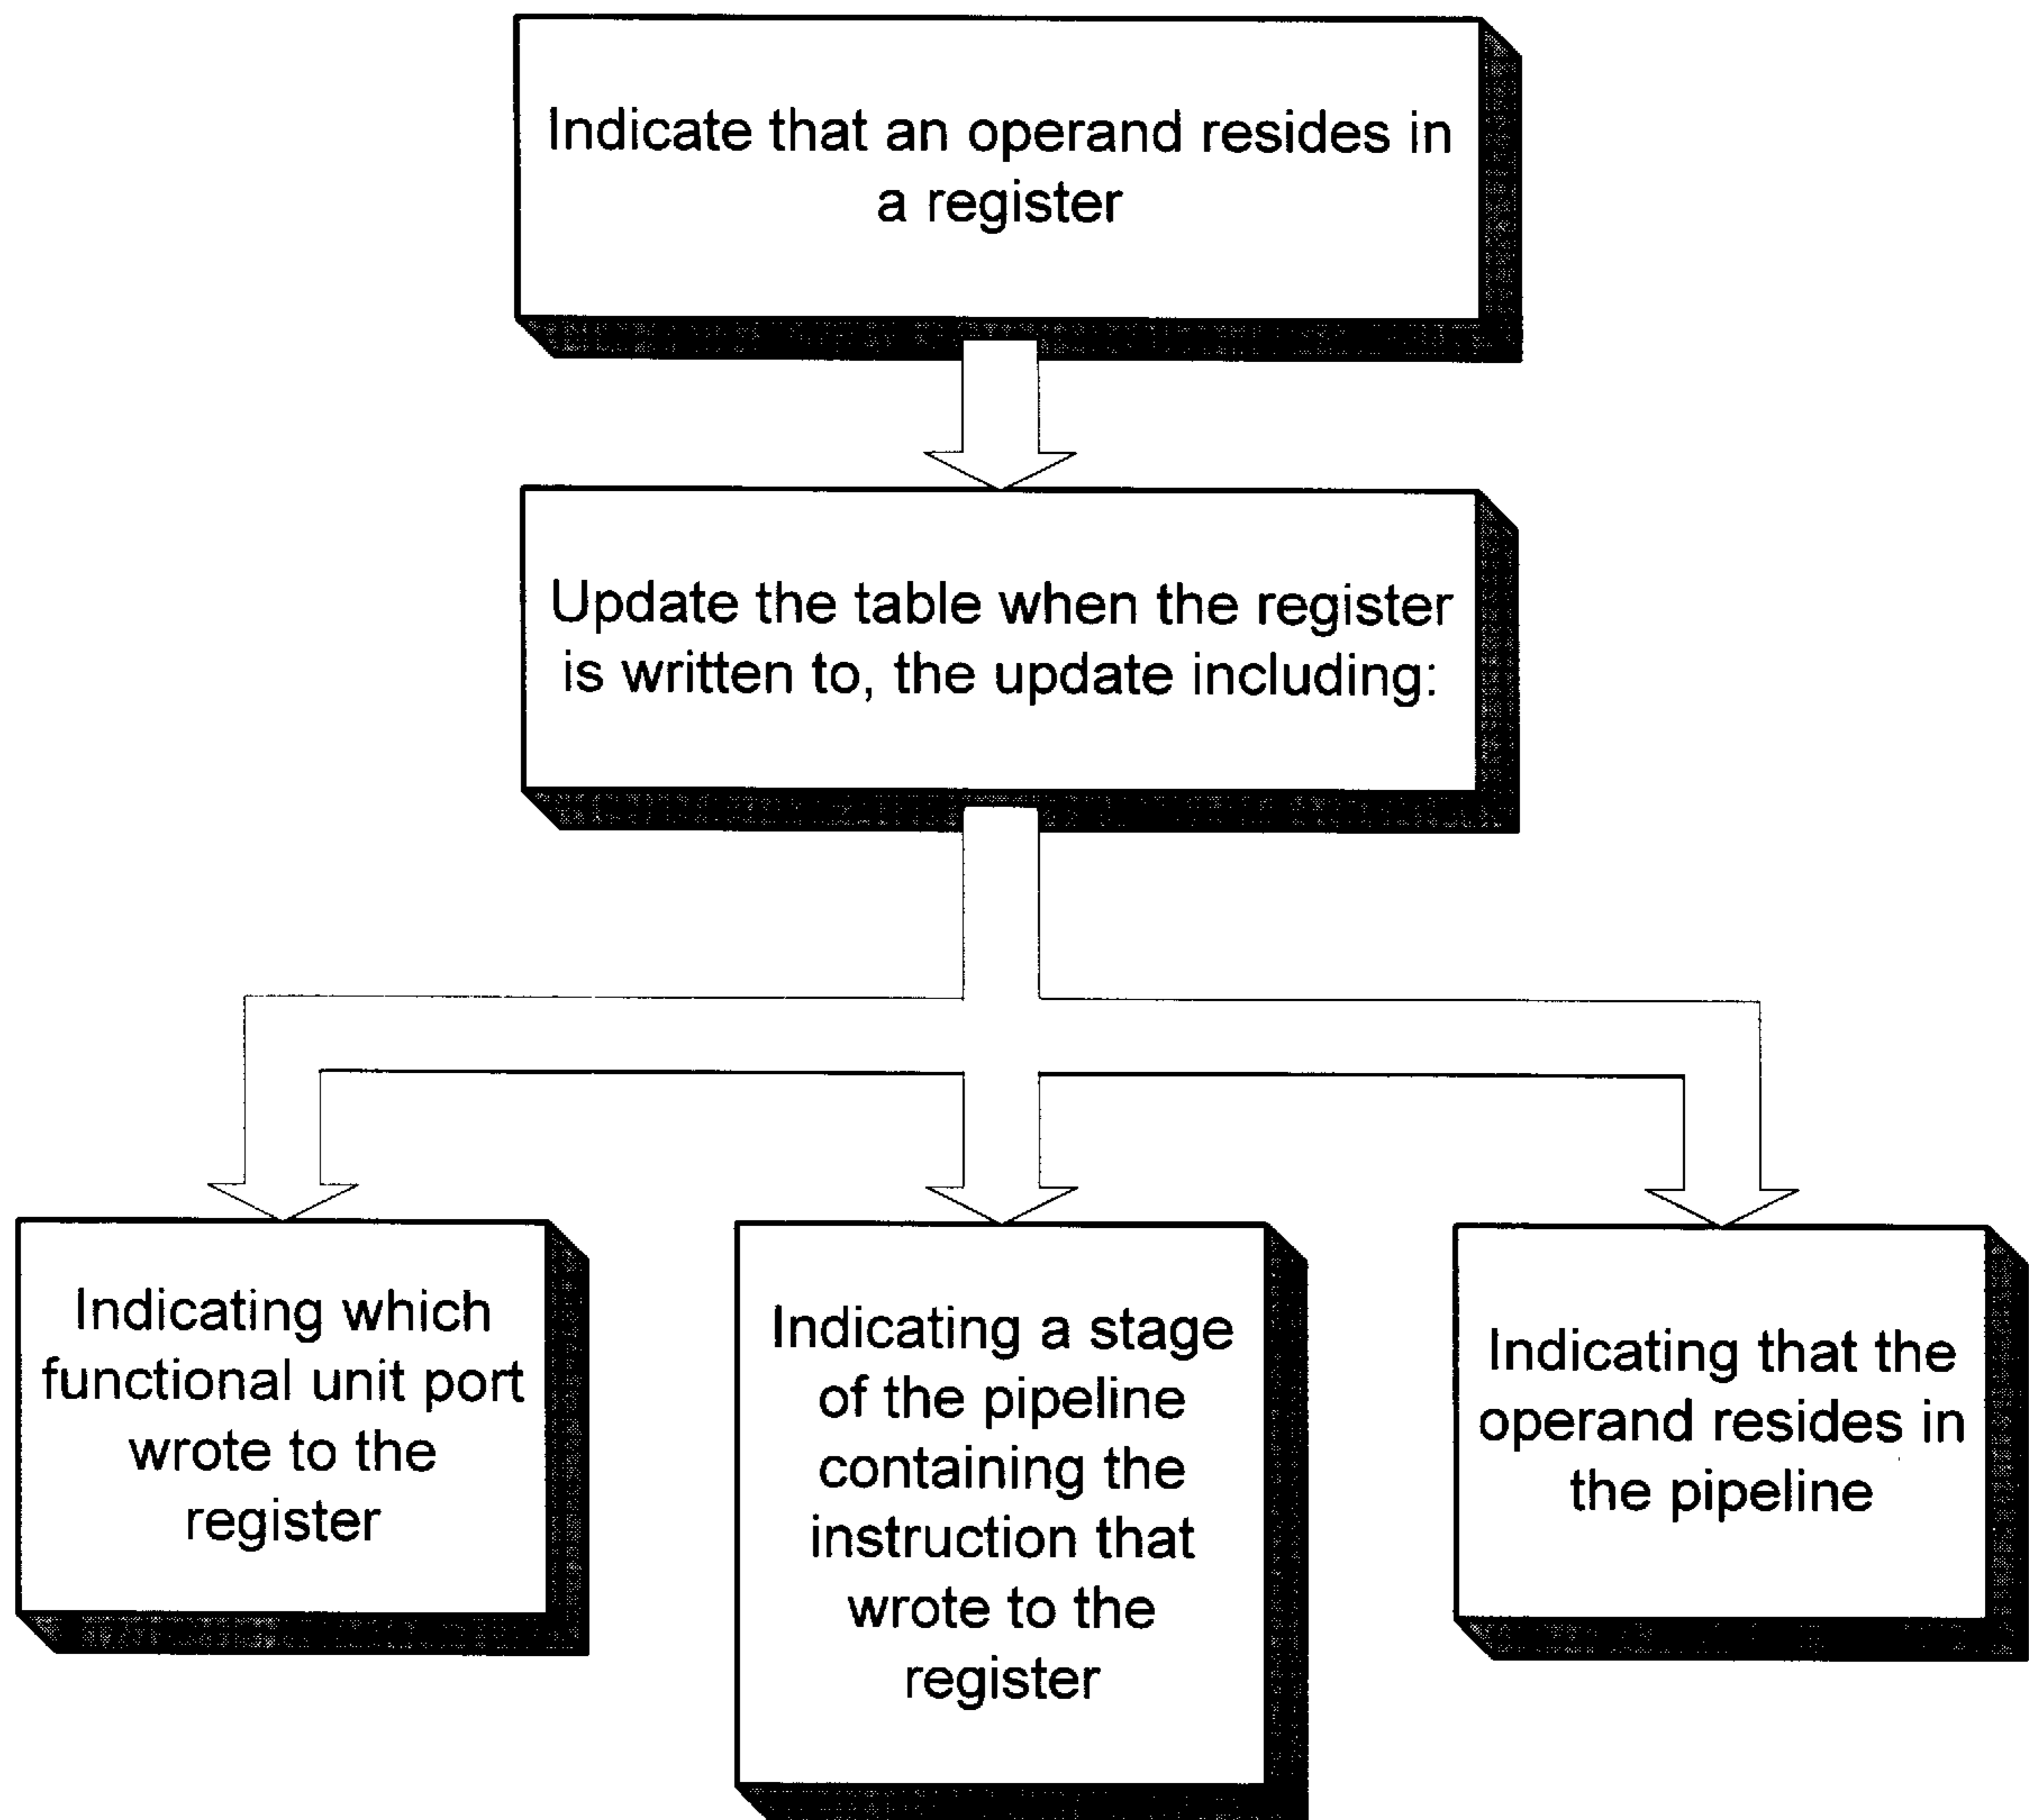 Indicate that an operand resides in
a register
Update the table when the register
is written to, the update including:
Indicating which
functional unit port
wrote to the
register
Indicating a stage
of the pipeline
containing the
instruction that
wrote to the
register
Indicating that the
operand resides in
the pipeline